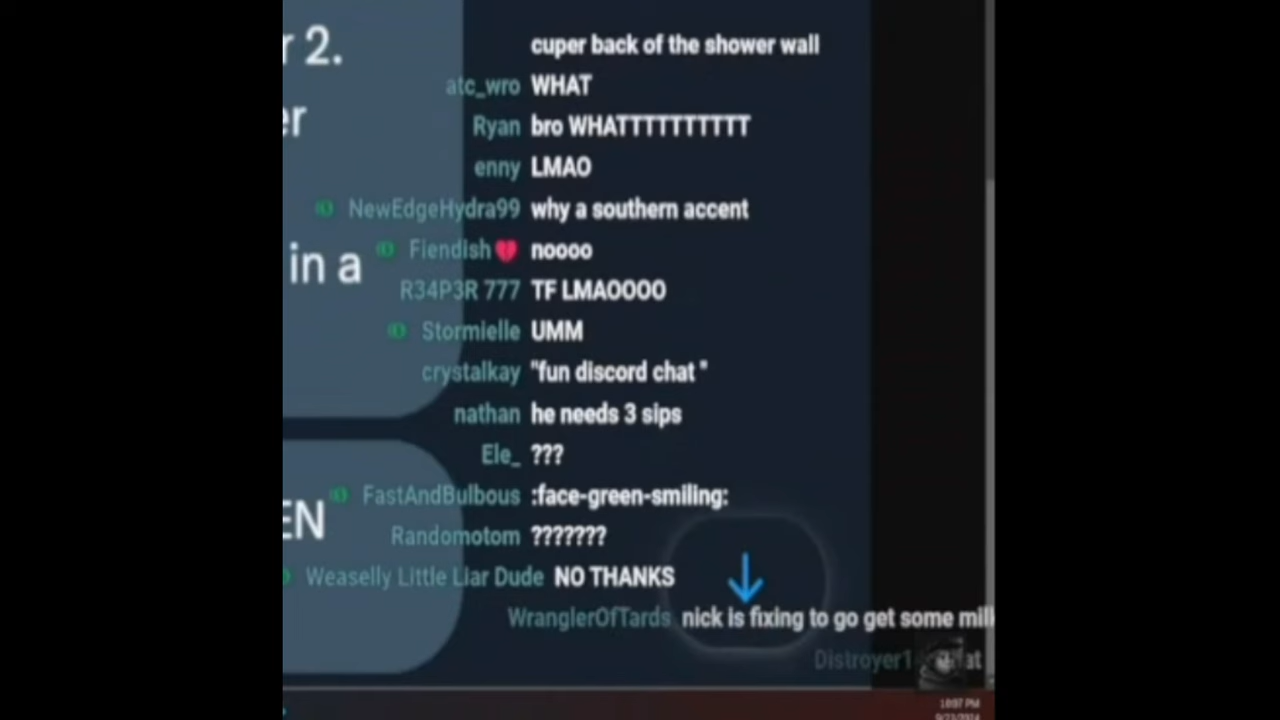 r 2.
er
in a
EN
cuper back of the shower wall
atc_wro WHAT
Ryan bro WHATTTTTTTTTT
enny LMAO
NewEdgeHydra99 why a southern accent
Fiendish💔 noooo
R34P3R 777 TF LMAOOOO
Stormielle UMM
crystalkay "fun discord chat "
nathan he needs 3 sips
Ele_ ???
FastAndBulbous :face-green-smiling:
Randomotom ???????
Weaselly Little Liar Dude NO THANKS
WranglerOfTards nick is fixing to go get some milk
Distroyer1